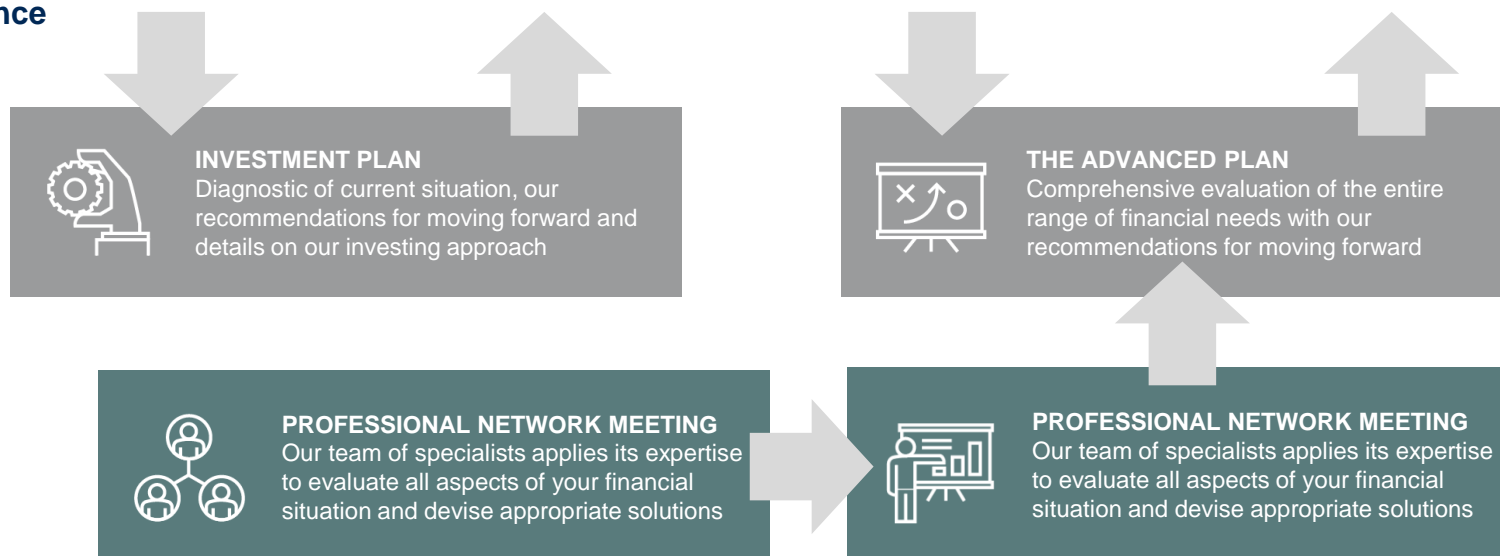 INVESTMENT PLAN
Diagnostic of current situation, our
recommendations for moving forward and
details on our investing approach
THE ADVANCED PLAN
Comprehensive evaluation of the entire
range of financial needs with our
recommendations for moving forward
PROFESSIONAL NETWORK MEETING
Our team of specialists applies its expertise
to evaluate all aspects of your financial
situation and devise appropriate solutions
PROFESSIONAL NETWORK MEETING
Our team of specialists applies its expertise
to evaluate all aspects of your financial
situation and devise appropriate solutions